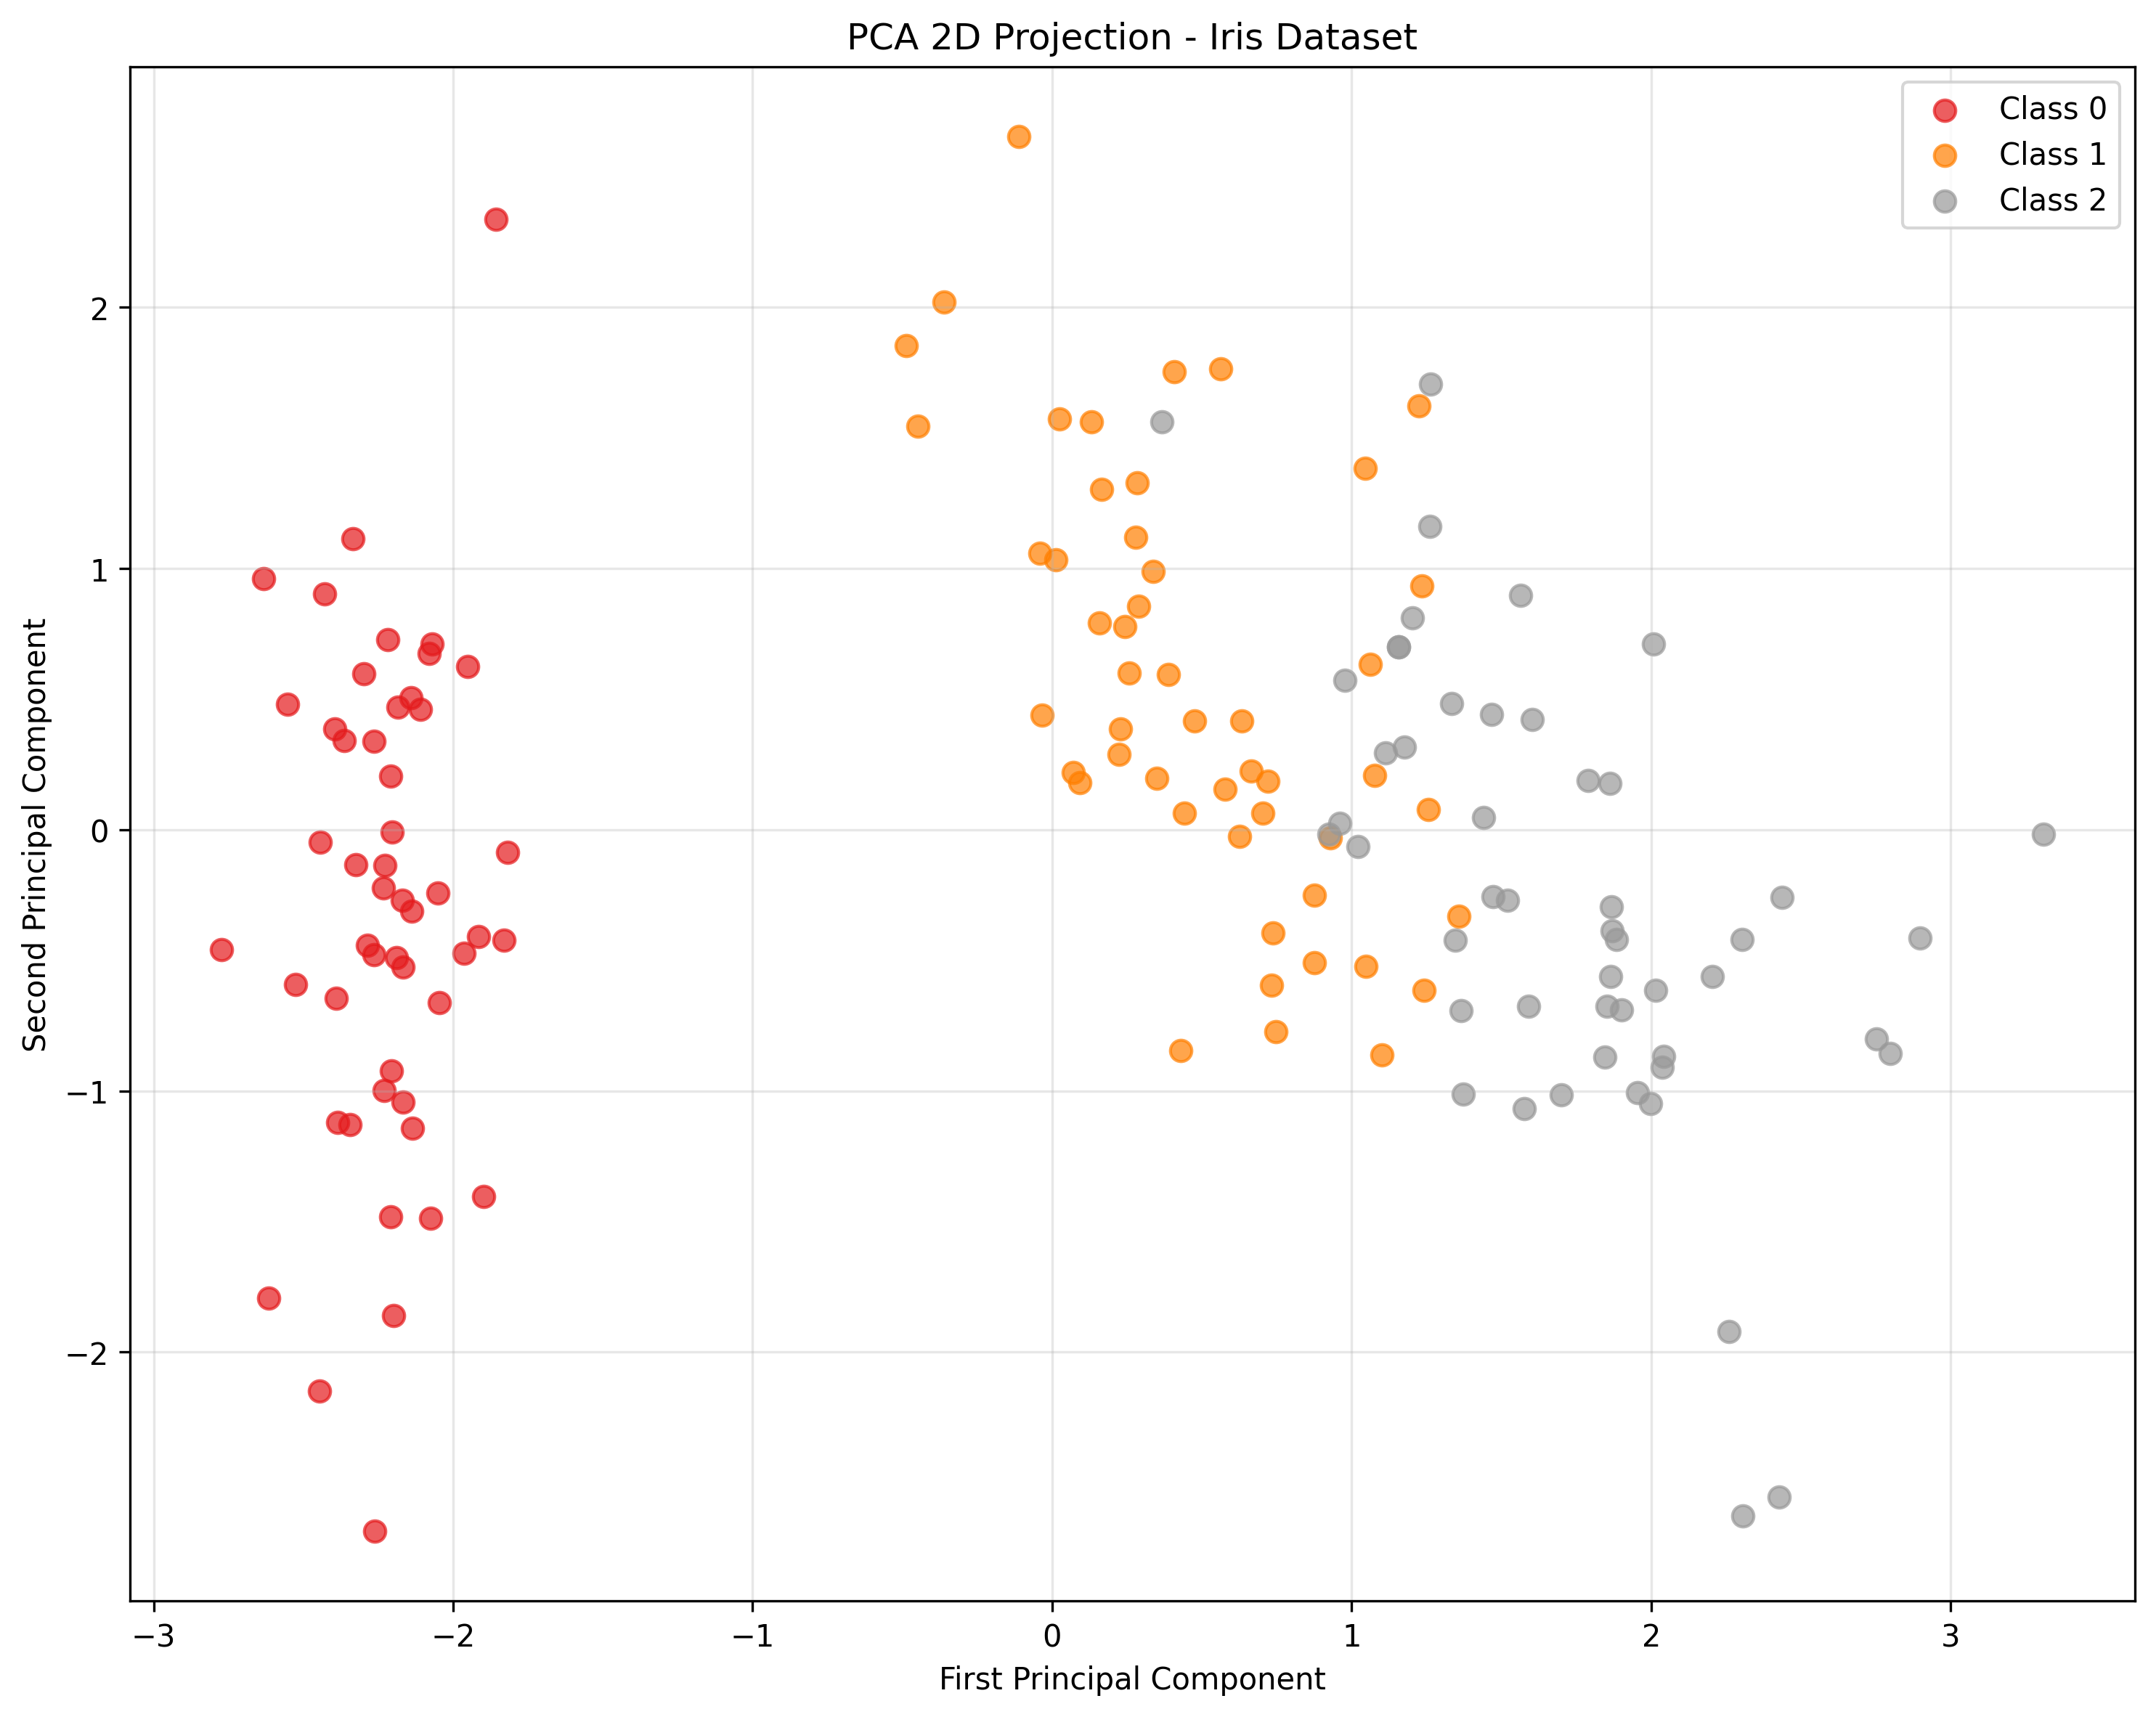 PCA 2D Projection - Iris Dataset
Class 0
Class 1
Class 2
Second Principal Component
2
1
0
−1
−2
−3 −2 −1 0 1 2 3
First Principal Component